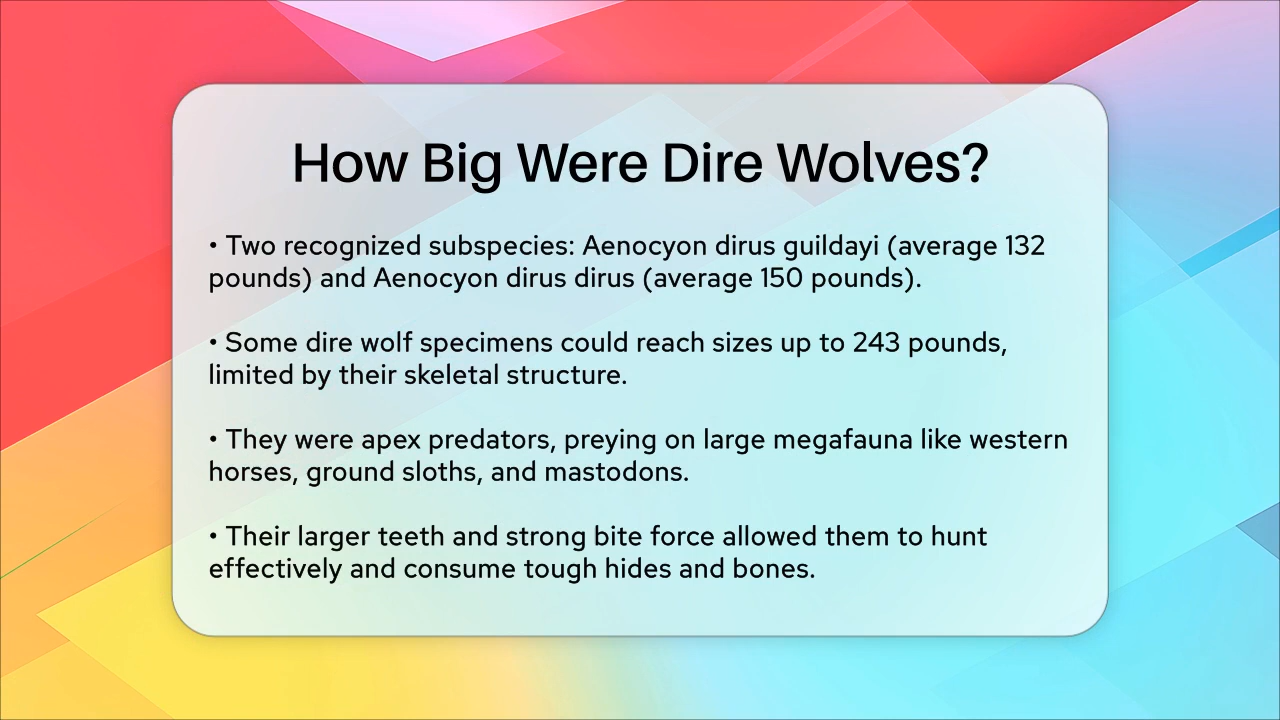 How Big Were Dire Wolves?
• Two recognized subspecies: Aenocyon dirus guildayi (average 132
pounds) and Aenocyon dirus dirus (average 150 pounds).
• Some dire wolf specimens could reach sizes up to 243 pounds,
limited by their skeletal structure.
• They were apex predators, preying on large megafauna like western
horses, ground sloths, and mastodons.
• Their larger teeth and strong bite force allowed them to hunt
effectively and consume tough hides and bones.